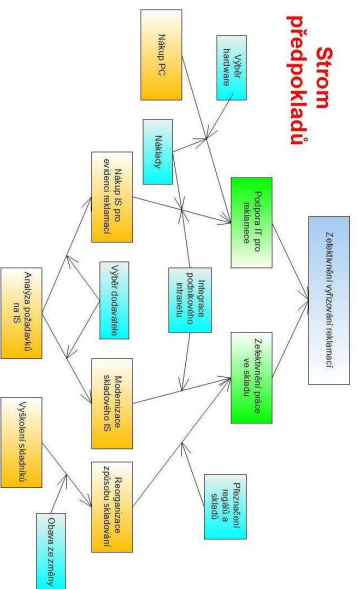 Strom
předpokladů
Zefektivnění vyřizování reklamací
Podpora IT pro
reklamece
Zefektivnění práce
ve skladu
Výběr
hardware
Nákup PC
Náklady
Integrace
podnikového
intranetu
Přeznačení
regálů a
skladů
Nákup IS pro
evidenci reklamací
Výběr dodavatele
Modernizace
skladového IS
Reorganizace
způsobu skladování
Analýza požadavků
na IS
Vyškolení skladníků
Obava ze změny